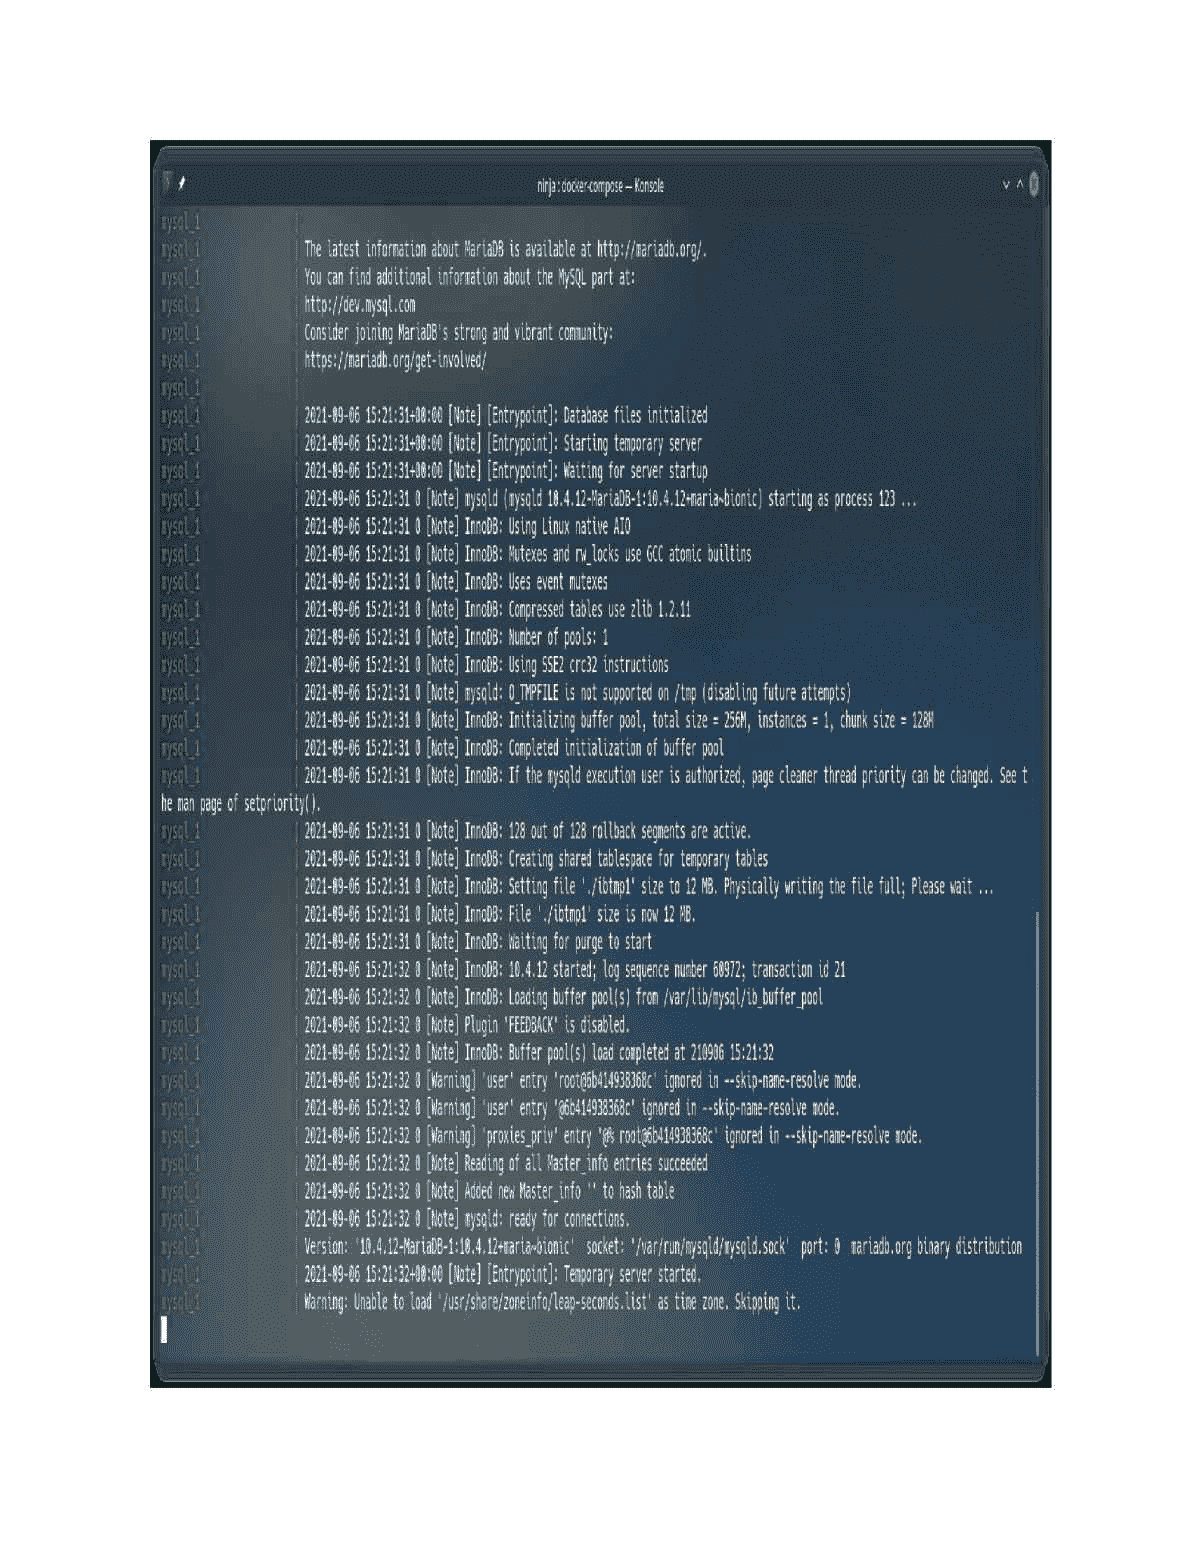 ninja : docker-compose — Konsole
mysql_1 |
mysql_1 | The latest information about MariaDB is available at http://mariadb.org/.
mysql_1 | You can find additional information about the MySQL part at:
mysql_1 | http://dev.mysql.com
mysql_1 | Consider joining MariaDB's strong and vibrant community:
mysql_1 | https://mariadb.org/get-involved/
mysql_1 |
mysql_1 | 2021-09-06 15:21:31+00:00 [Note] [Entrypoint]: Database files initialized
mysql_1 | 2021-09-06 15:21:31+00:00 [Note] [Entrypoint]: Starting temporary server
mysql_1 | 2021-09-06 15:21:31+00:00 [Note] [Entrypoint]: Waiting for server startup
mysql_1 | 2021-09-06 15:21:31 0 [Note] mysqld (mysqld 10.4.12-MariaDB-1:10.4.12+maria~bionic) starting as process 123 ...
mysql_1 | 2021-09-06 15:21:31 0 [Note] InnoDB: Using Linux native AIO
mysql_1 | 2021-09-06 15:21:31 0 [Note] InnoDB: Mutexes and rw_locks use GCC atomic builtins
mysql_1 | 2021-09-06 15:21:31 0 [Note] InnoDB: Uses event mutexes
mysql_1 | 2021-09-06 15:21:31 0 [Note] InnoDB: Compressed tables use zlib 1.2.11
mysql_1 | 2021-09-06 15:21:31 0 [Note] InnoDB: Number of pools: 1
mysql_1 | 2021-09-06 15:21:31 0 [Note] InnoDB: Using SSE2 crc32 instructions
mysql_1 | 2021-09-06 15:21:31 0 [Note] mysqld: O_TMPFILE is not supported on /tmp (disabling future attempts)
mysql_1 | 2021-09-06 15:21:31 0 [Note] InnoDB: Initializing buffer pool, total size = 256M, instances = 1, chunk size = 128M
mysql_1 | 2021-09-06 15:21:31 0 [Note] InnoDB: Completed initialization of buffer pool
mysql_1 | 2021-09-06 15:21:31 0 [Note] InnoDB: If the mysqld execution user is authorized, page cleaner thread priority can be changed. See t
he man page of setpriority().
mysql_1 | 2021-09-06 15:21:31 0 [Note] InnoDB: 128 out of 128 rollback segments are active.
mysql_1 | 2021-09-06 15:21:31 0 [Note] InnoDB: Creating shared tablespace for temporary tables
mysql_1 | 2021-09-06 15:21:31 0 [Note] InnoDB: Setting file './ibtmp1' size to 12 MB. Physically writing the file full; Please wait ...
mysql_1 | 2021-09-06 15:21:31 0 [Note] InnoDB: File './ibtmp1' size is now 12 MB.
mysql_1 | 2021-09-06 15:21:31 0 [Note] InnoDB: Waiting for purge to start
mysql_1 | 2021-09-06 15:21:32 0 [Note] InnoDB: 10.4.12 started; log sequence number 60972; transaction id 21
mysql_1 | 2021-09-06 15:21:32 0 [Note] InnoDB: Loading buffer pool(s) from /var/lib/mysql/ib_buffer_pool
mysql_1 | 2021-09-06 15:21:32 0 [Note] Plugin 'FEEDBACK' is disabled.
mysql_1 | 2021-09-06 15:21:32 0 [Note] InnoDB: Buffer pool(s) load completed at 210906 15:21:32
mysql_1 | 2021-09-06 15:21:32 0 [Warning] 'user' entry 'root@6b414938368c' ignored in --skip-name-resolve mode.
mysql_1 | 2021-09-06 15:21:32 0 [Warning] 'user' entry '@6b414938368c' ignored in --skip-name-resolve mode.
mysql_1 | 2021-09-06 15:21:32 0 [Warning] 'proxies_priv' entry '@% root@6b414938368c' ignored in --skip-name-resolve mode.
mysql_1 | 2021-09-06 15:21:32 0 [Note] Reading of all Master_info entries succeeded
mysql_1 | 2021-09-06 15:21:32 0 [Note] Added new Master_info '' to hash table
mysql_1 | 2021-09-06 15:21:32 0 [Note] mysqld: ready for connections.
mysql_1 | Version: '10.4.12-MariaDB-1:10.4.12+maria~bionic' socket: '/var/run/mysqld/mysqld.sock' port: 0 mariadb.org binary distribution
mysql_1 | 2021-09-06 15:21:32+00:00 [Note] [Entrypoint]: Temporary server started.
mysql_1 | Warning: Unable to load '/usr/share/zoneinfo/leap-seconds.list' as time zone. Skipping it.